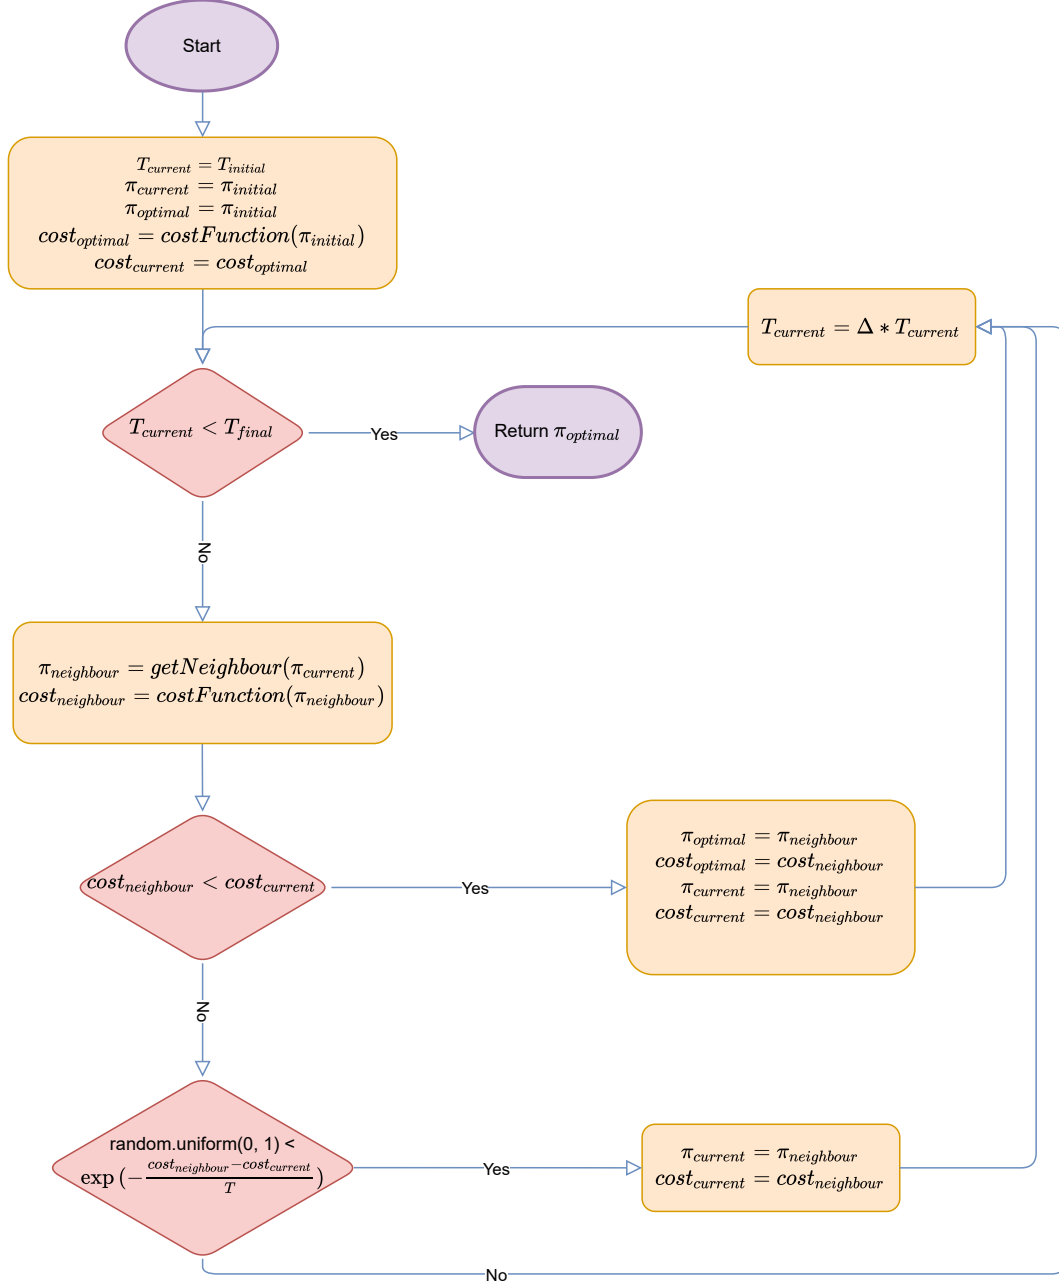 Start
T_current = T_initial
π_current = π_initial
π_optimal = π_initial
cost_optimal = costFunction(π_initial)
cost_current = cost_optimal
T_current = Δ * T_current
T_current < T_final
Yes
Return π_optimal
No
π_neighbour = getNeighbour(π_current)
cost_neighbour = costFunction(π_neighbour)
cost_neighbour < cost_current
Yes
π_optimal = π_neighbour
cost_optimal = cost_neighbour
π_current = π_neighbour
cost_current = cost_neighbour
No
random.uniform(0, 1) <
exp (−\frac{cost_neighbour−cost_current}{T})
Yes
π_current = π_neighbour
cost_current = cost_neighbour
No